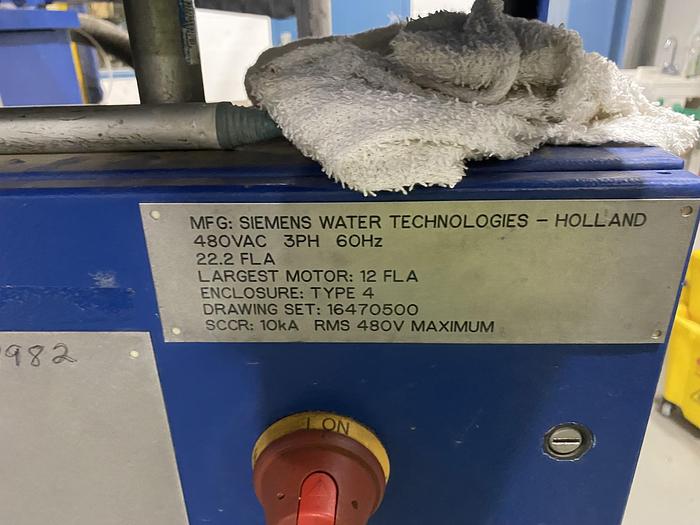 MFG: SIEMENS WATER TECHNOLOGIES - HOLLAND
480VAC 3PH 60Hz
22.2 FLA
LARGEST MOTOR: 12 FLA
ENCLOSURE: TYPE 4
DRAWING SET: 16470500
SCCR: 10kA RMS 480V MAXIMUM
982
I ON